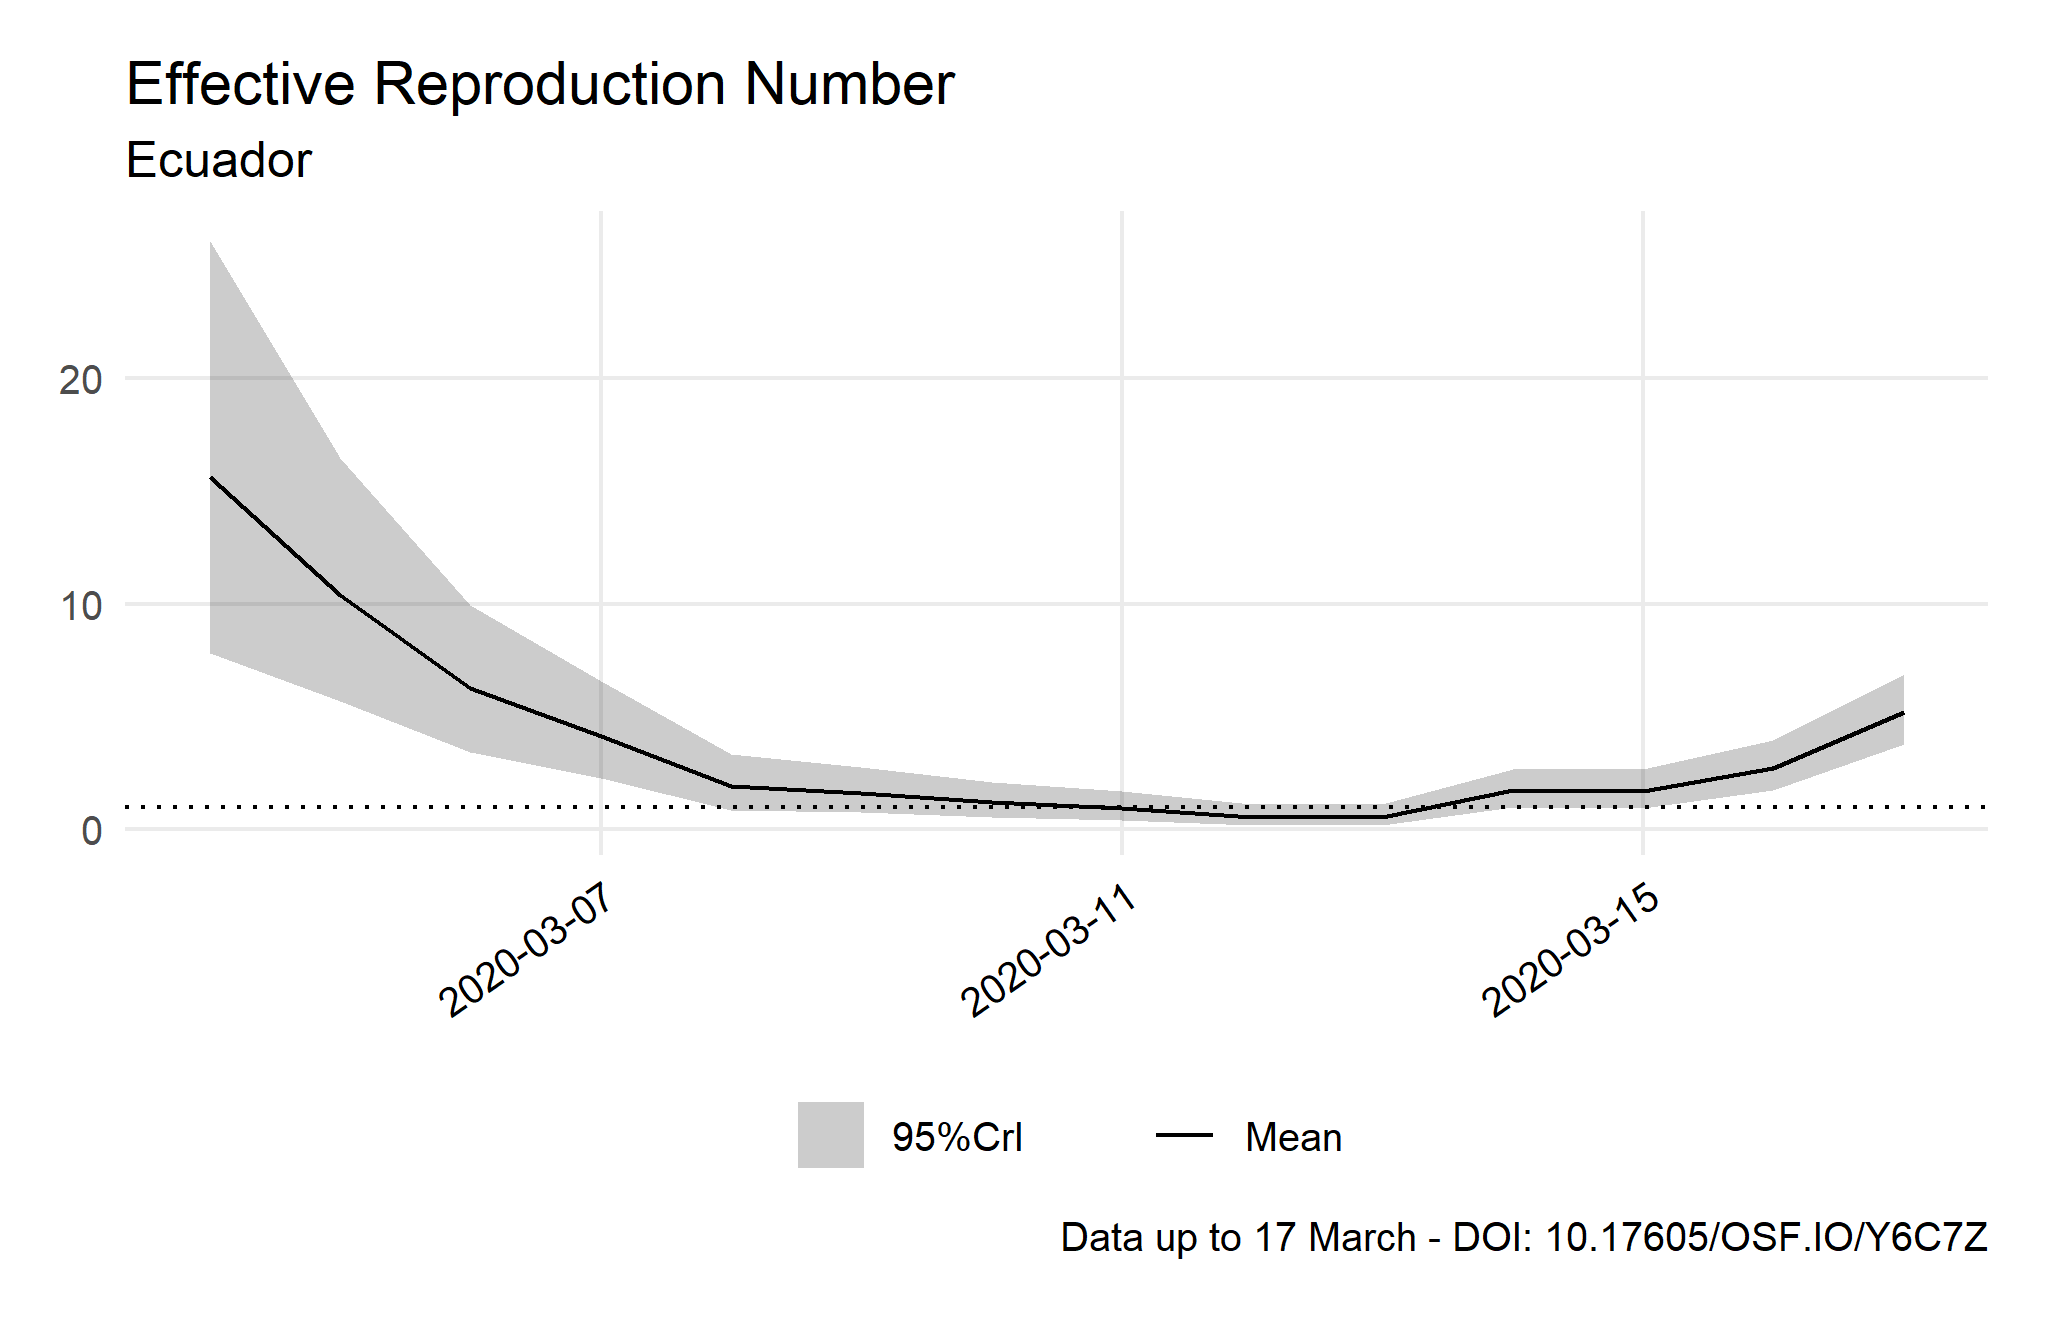 Effective Reproduction Number
Ecuador
20
10
0
2020-03-07
2020-03-11
2020-03-15
95%CrI
Mean
Data up to 17 March - DOI: 10.17605/OSF.IO/Y6C7Z